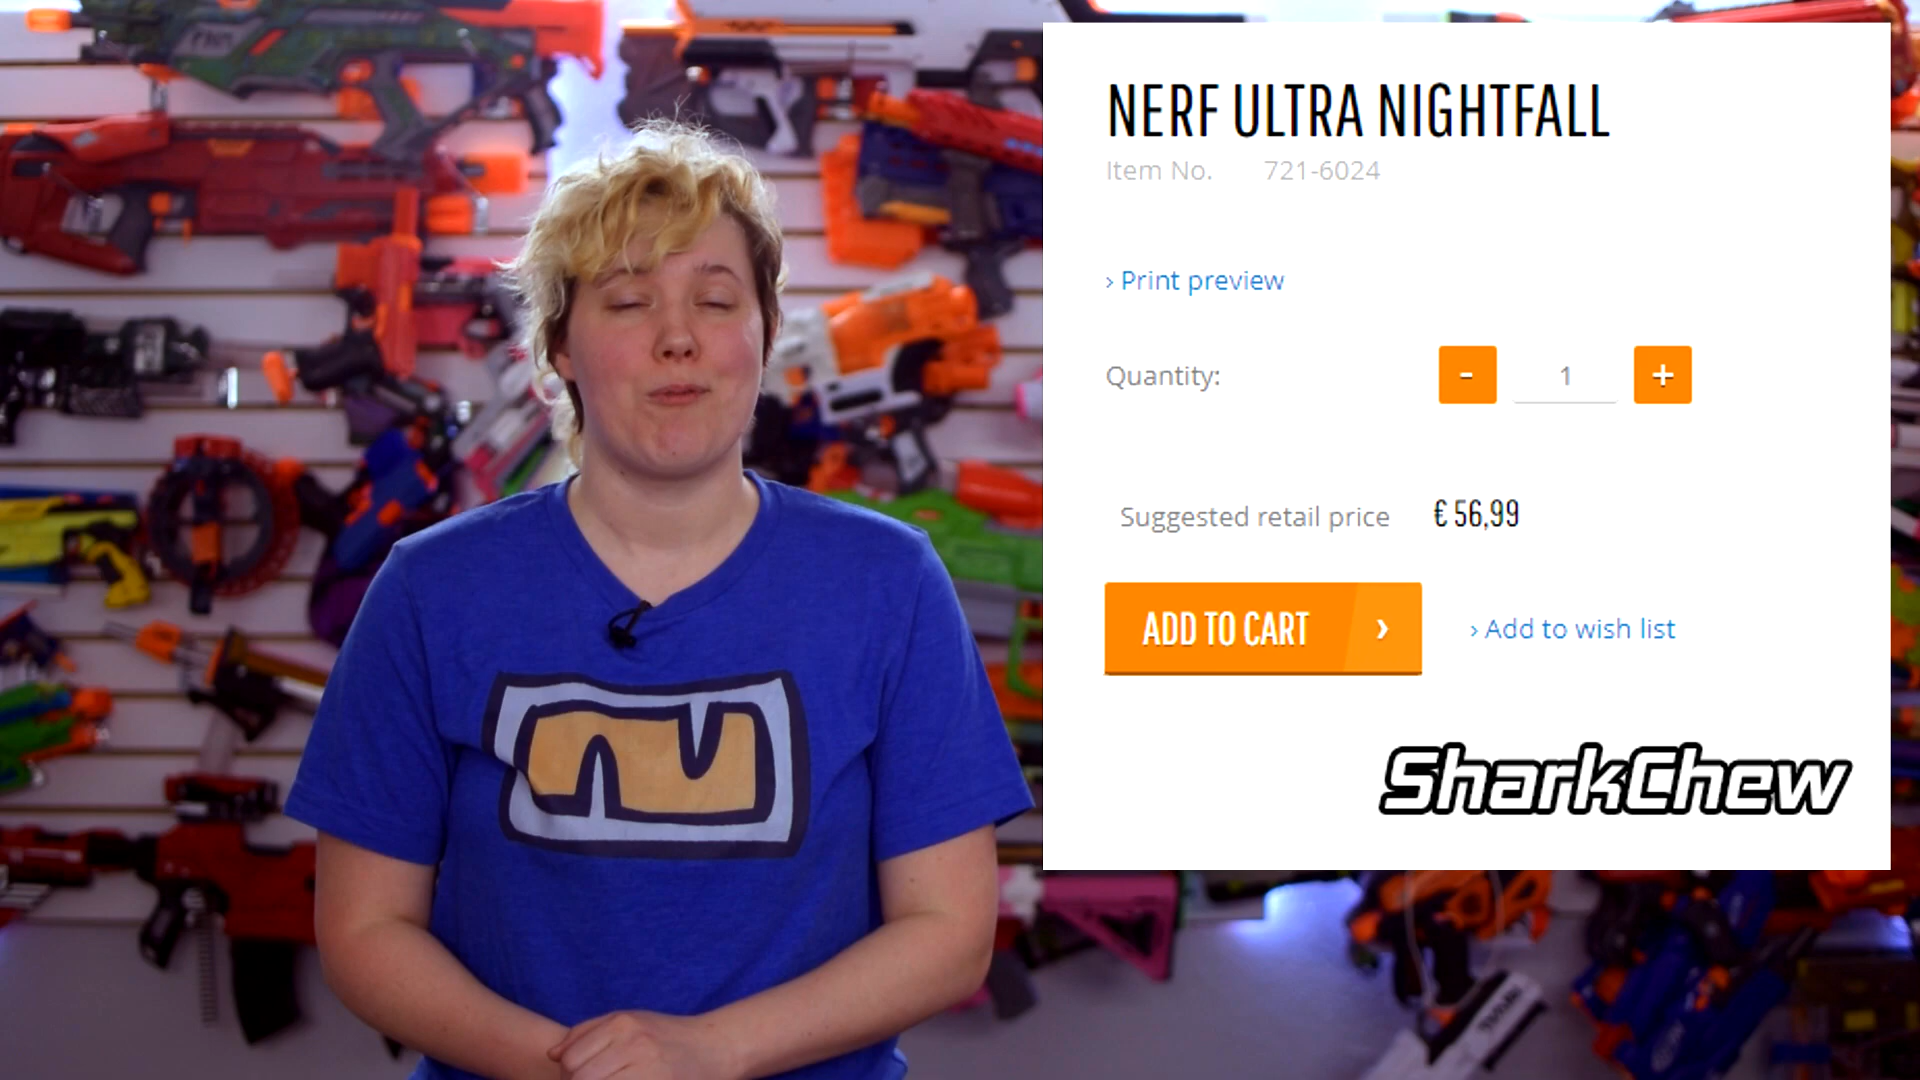 NERF ULTRA NIGHTFALL
Item No. 721-6024
› Print preview
Quantity: - 1 +
Suggested retail price € 56,99
ADD TO CART ›
› Add to wish list
SharkChew